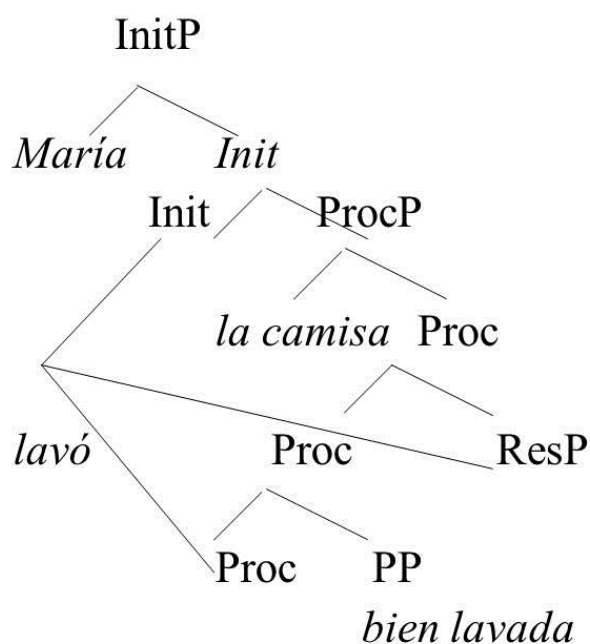 InitP
María Init
Init ProcP
la camisa Proc
lavó Proc ResP
Proc PP
bien lavada